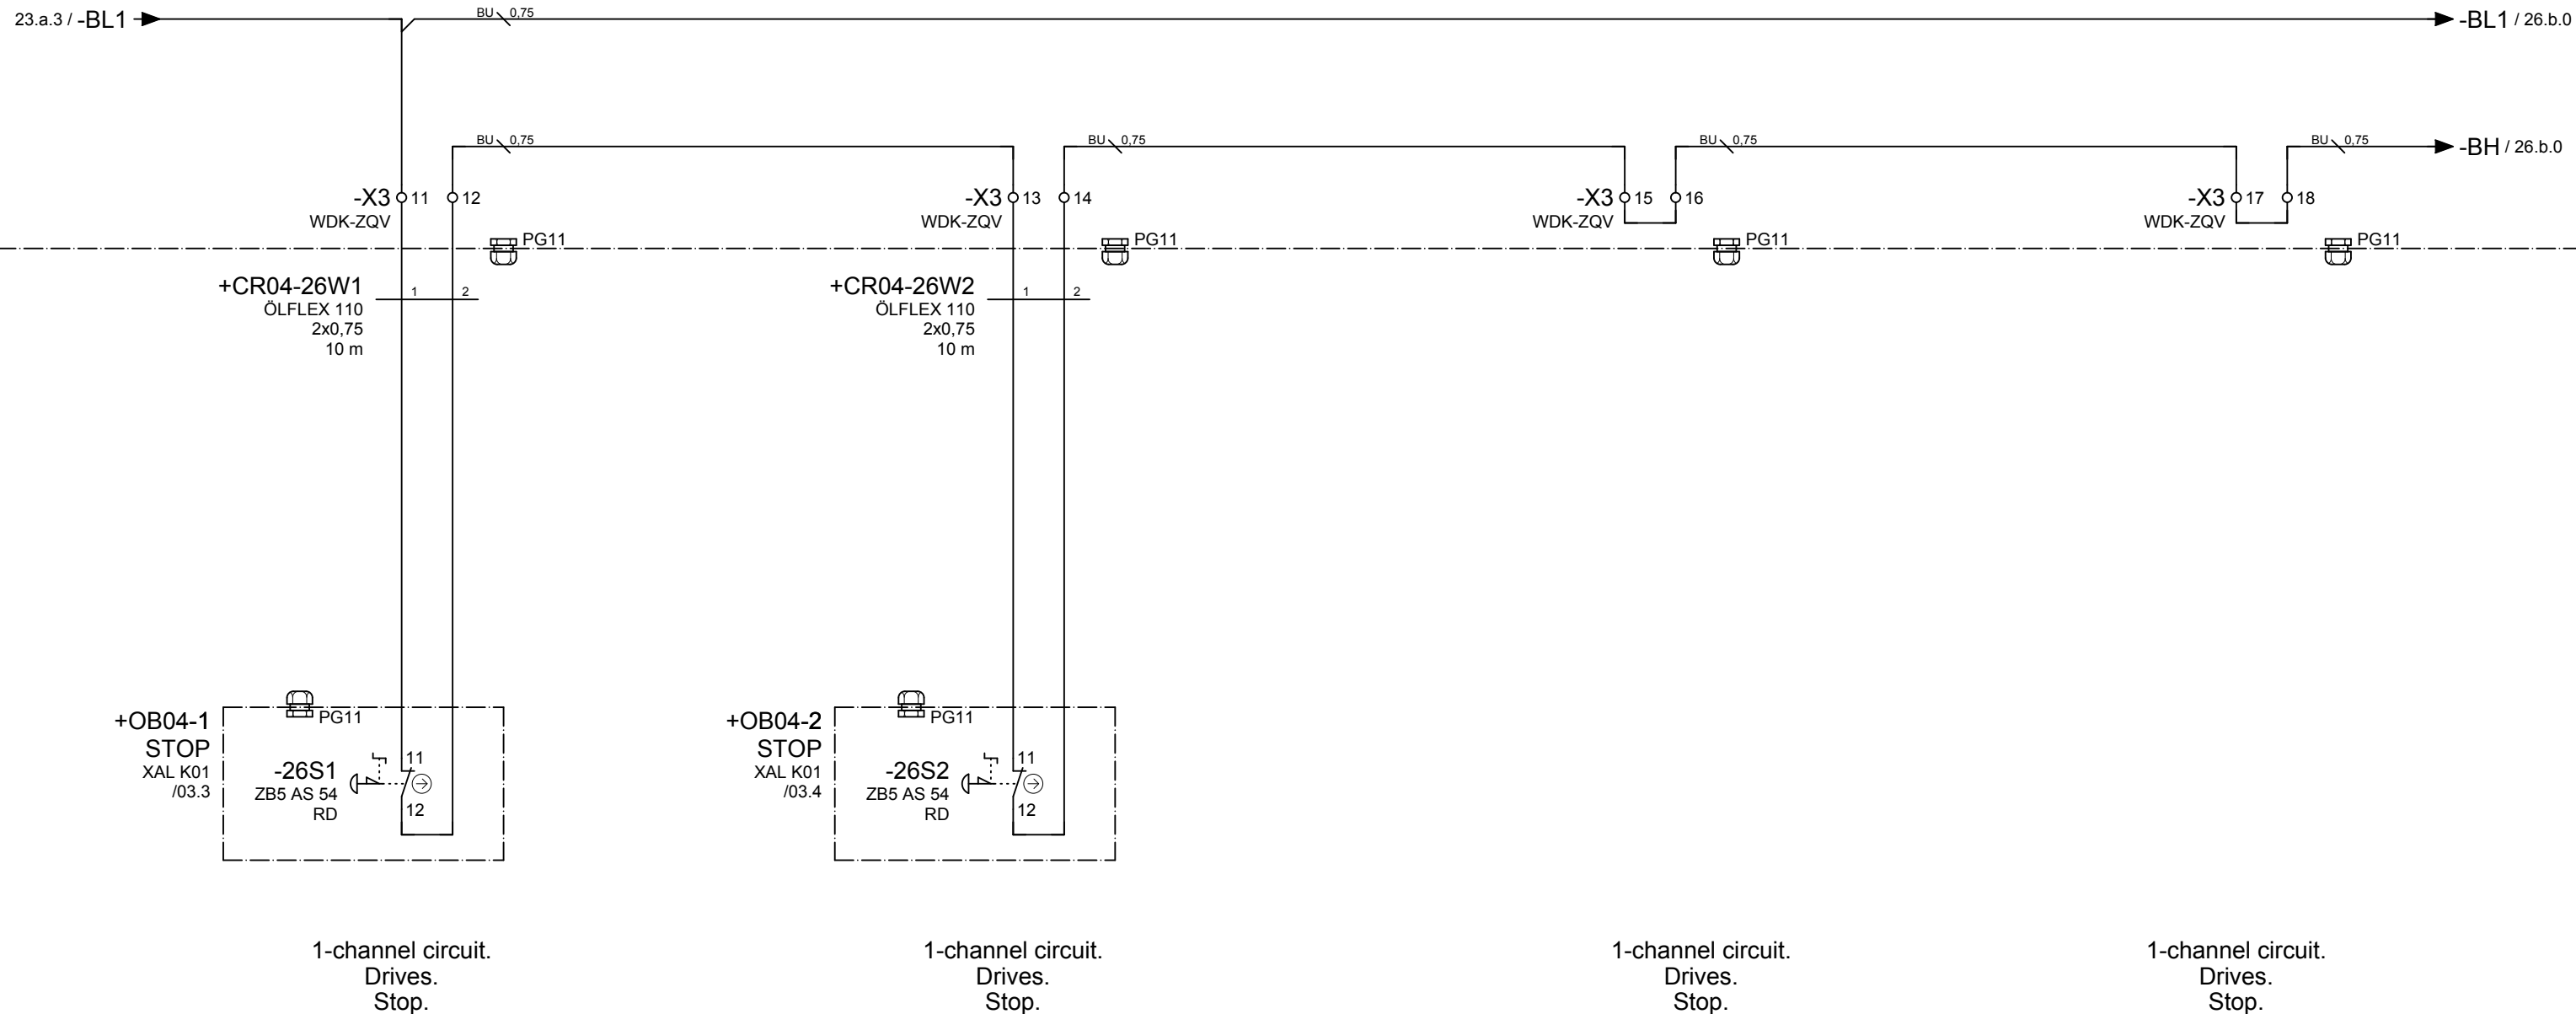 23.a.3 / -BL1
BU 0,75
-BL1 / 26.b.0
BU 0,75
BU 0,75
BU 0,75
BU 0,75
-BH / 26.b.0
-X3 11 12
WDK-ZQV
-X3 13 14
WDK-ZQV
-X3 15 16
WDK-ZQV
-X3 17 18
WDK-ZQV
PG11
PG11
PG11
PG11
+CR04-26W1
ÖLFLEX 110
2x0,75
10 m
1 2
+CR04-26W2
ÖLFLEX 110
2x0,75
10 m
1 2
+OB04-1
STOP
XAL K01
/03.3
PG11
-26S1
ZB5 AS 54
RD
11
12
+OB04-2
STOP
XAL K01
/03.4
PG11
-26S2
ZB5 AS 54
RD
11
12
1-channel circuit.
Drives.
Stop.
1-channel circuit.
Drives.
Stop.
1-channel circuit.
Drives.
Stop.
1-channel circuit.
Drives.
Stop.